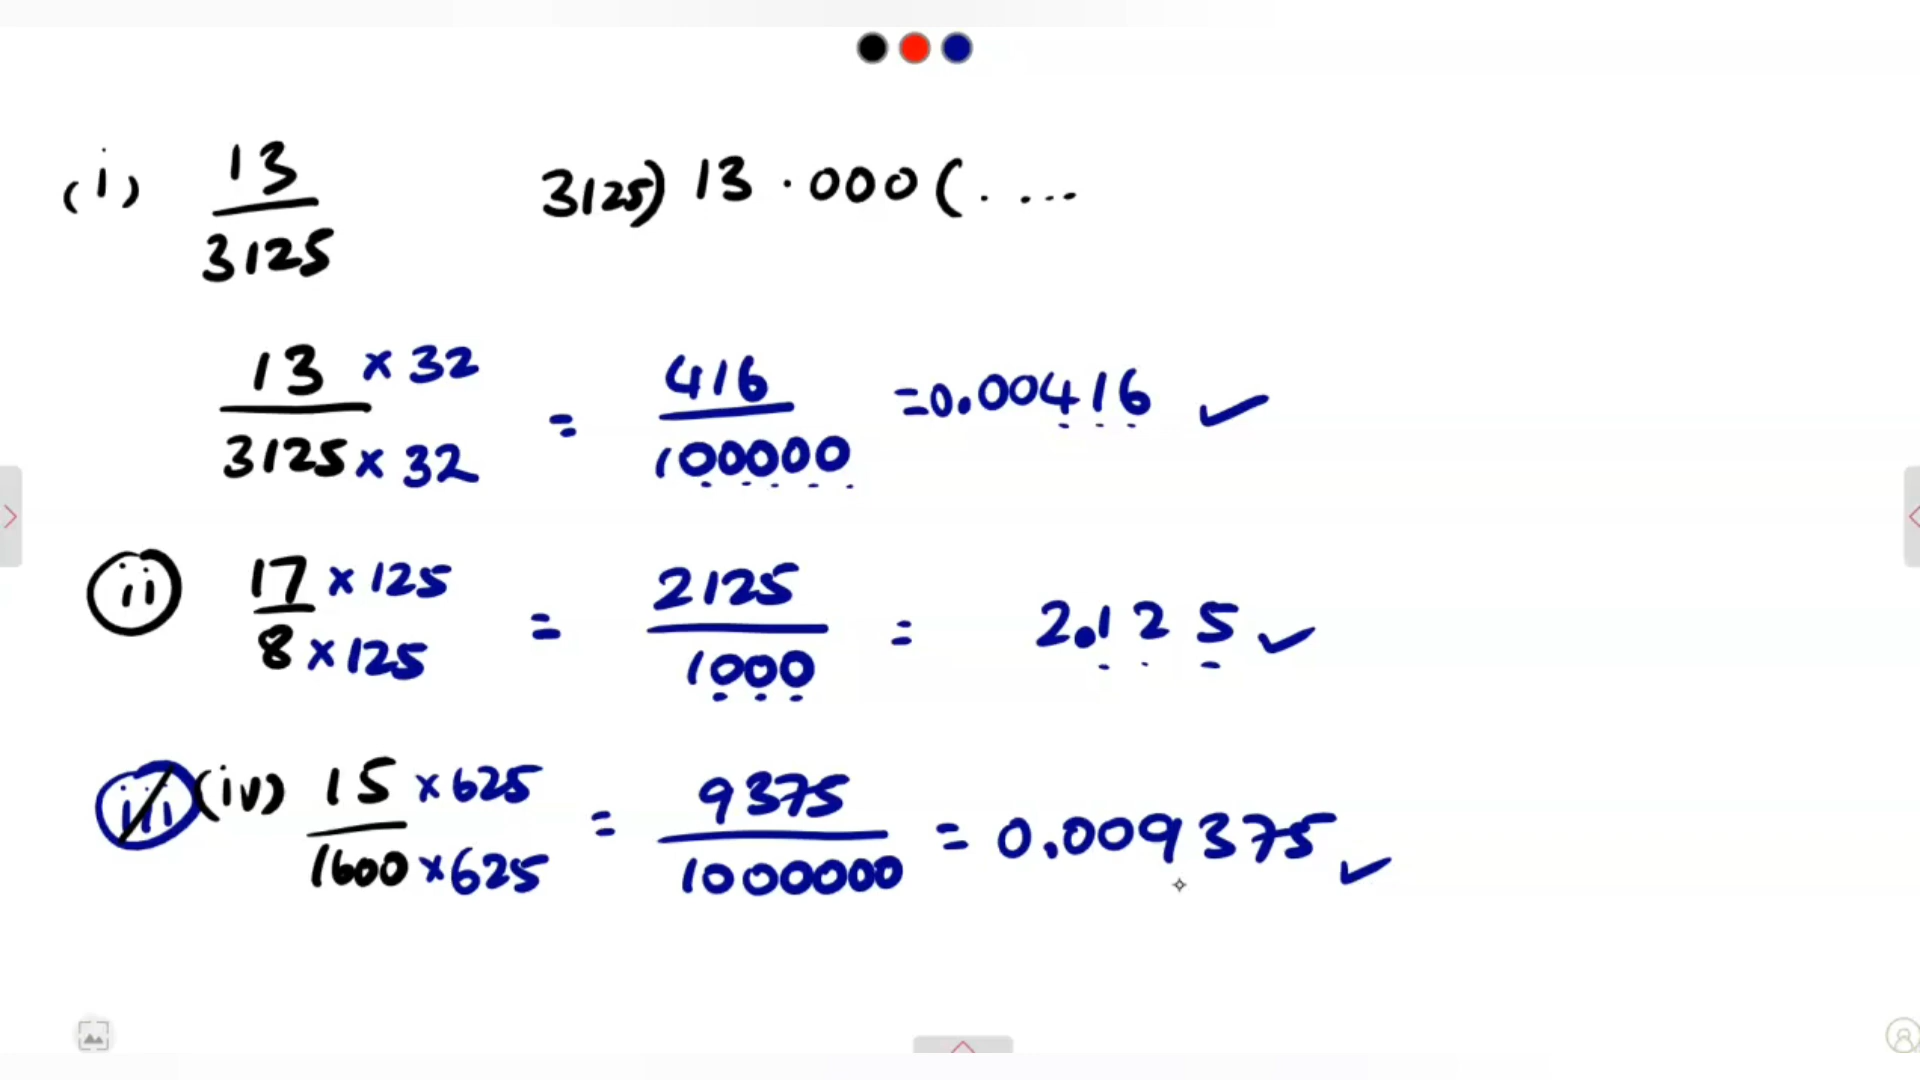 (i) 13/3125    3125) 13.000 (. ....
13 × 32 / 3125 × 32 = 416/100000 = 0.00416 ✓
(ii) 17 × 125 / 8 × 125 = 2125/1000 = 2.125 ✓
(iii) (iv) 15 × 625 / 1600 × 625 = 9375/1000000 = 0.009375 ✓